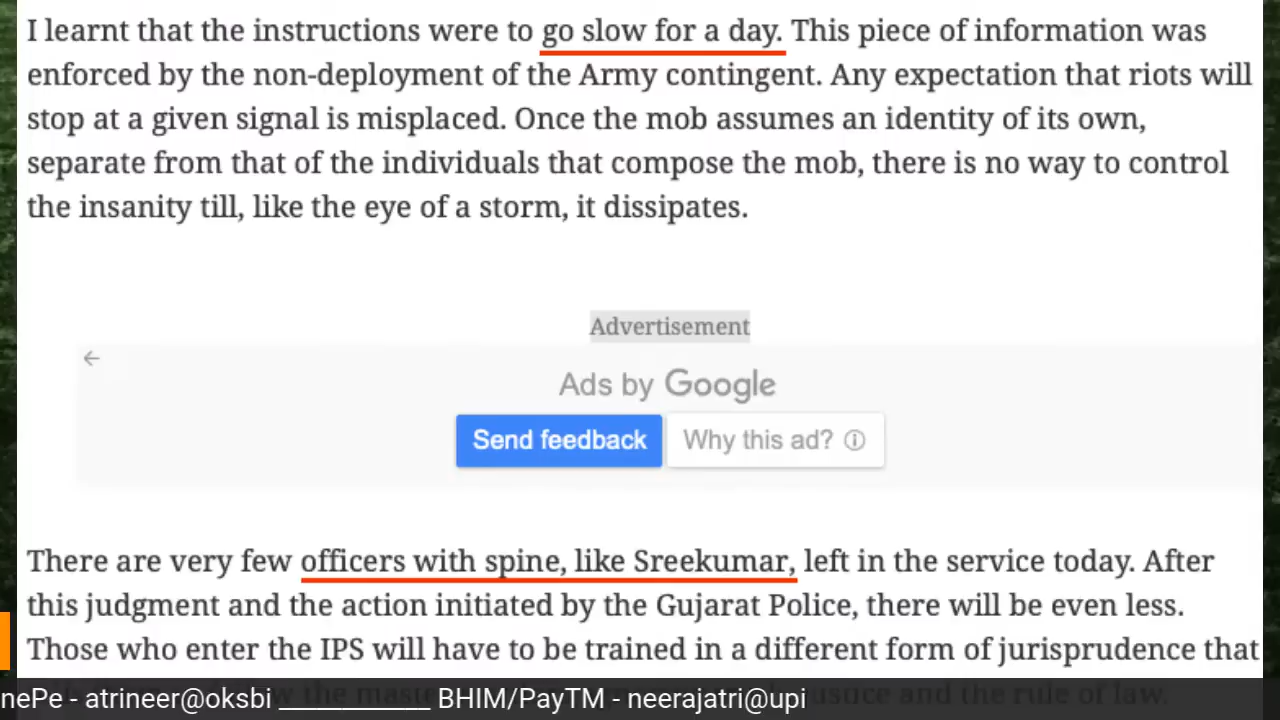 I learnt that the instructions were to go slow for a day. This piece of information was
enforced by the non-deployment of the Army contingent. Any expectation that riots will
stop at a given signal is misplaced. Once the mob assumes an identity of its own,
separate from that of the individuals that compose the mob, there is no way to control
the insanity till, like the eye of a storm, it dissipates.
Advertisement
Ads by Google
Send feedback
Why this ad?
There are very few officers with spine, like Sreekumar, left in the service today. After
this judgment and the action initiated by the Gujarat Police, there will be even less.
Those who enter the IPS will have to be trained in a different form of jurisprudence that
and the rule of law.
nePe - atrineer@oksbi ____________ BHIM/PayTM - neerajatri@upi